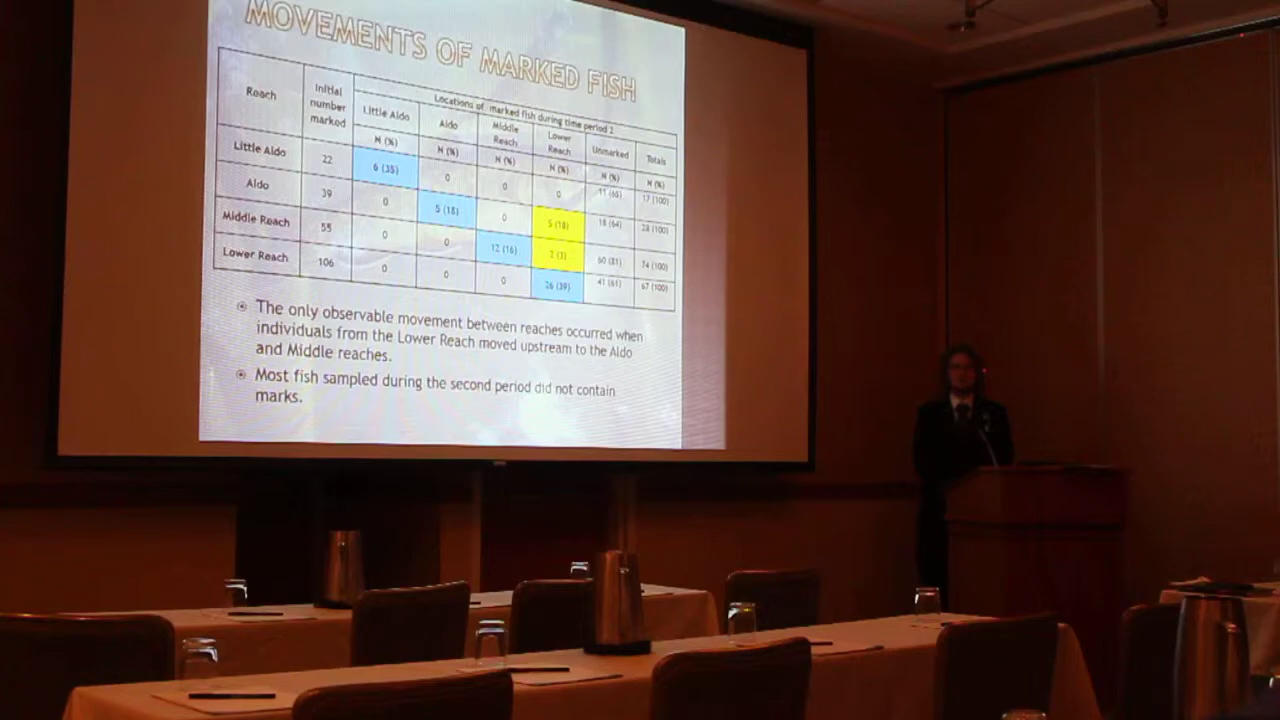 MOVEMENTS OF MARKED FISH
Reach Initial number marked Locations of marked fish during time period 2
Little Aldo Aldo Middle Reach Lower Reach Unmarked Totals
N (%) N (%) N (%) N (%) N (%) N (%)
Little Aldo 22 6 (35) 0 0 0 11 (65) 17 (100)
Aldo 39 0 5 (18) 0 5 (18) 18 (64) 28 (100)
Middle Reach 55 0 0 12 (16) 2 (3) 60 (81) 74 (100)
Lower Reach 106 0 0 0 26 (39) 41 (61) 67 (100)
The only observable movement between reaches occurred when
individuals from the Lower Reach moved upstream to the Aldo
and Middle reaches.
Most fish sampled during the second period did not contain
marks.